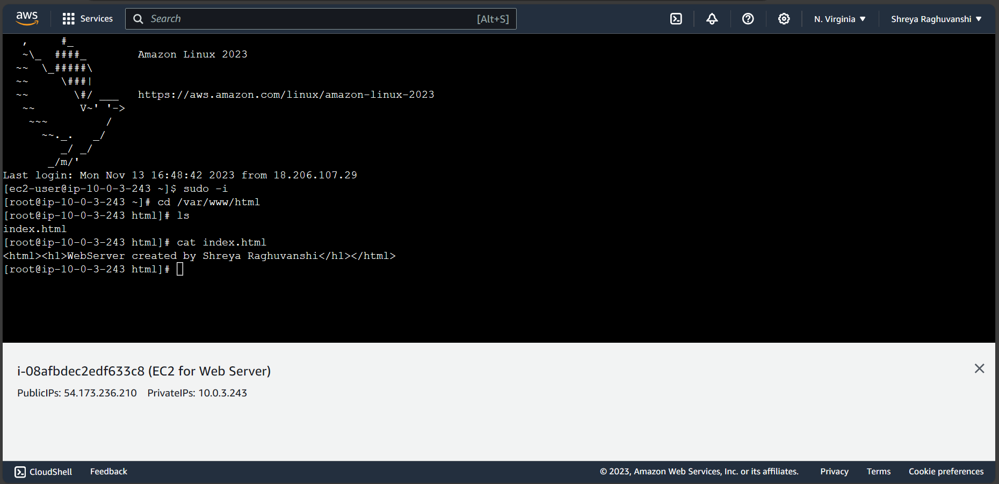 aws Services Search [Alt+S] N. Virginia ▼ Shreya Raghuvanshi ▼
   ,     #_
   ~\_  ####_        Amazon Linux 2023
  ~~  \_#####\
  ~~     \###|
  ~~       \#/ ___   https://aws.amazon.com/linux/amazon-linux-2023
   ~~       V~' '->
    ~~~         /
      ~~._.   _/
         _/ _/
       _/m/'
Last login: Mon Nov 13 16:48:42 2023 from 18.206.107.29
[ec2-user@ip-10-0-3-243 ~]$ sudo -i
[root@ip-10-0-3-243 ~]# cd /var/www/html
[root@ip-10-0-3-243 html]# ls
index.html
[root@ip-10-0-3-243 html]# cat index.html
<html><h1>WebServer created by Shreya Raghuvanshi</h1></html>
[root@ip-10-0-3-243 html]#
i-08afbdec2edf633c8 (EC2 for Web Server)
PublicIPs: 54.173.236.210 PrivateIPs: 10.0.3.243
CloudShell Feedback © 2023, Amazon Web Services, Inc. or its affiliates. Privacy Terms Cookie preferences